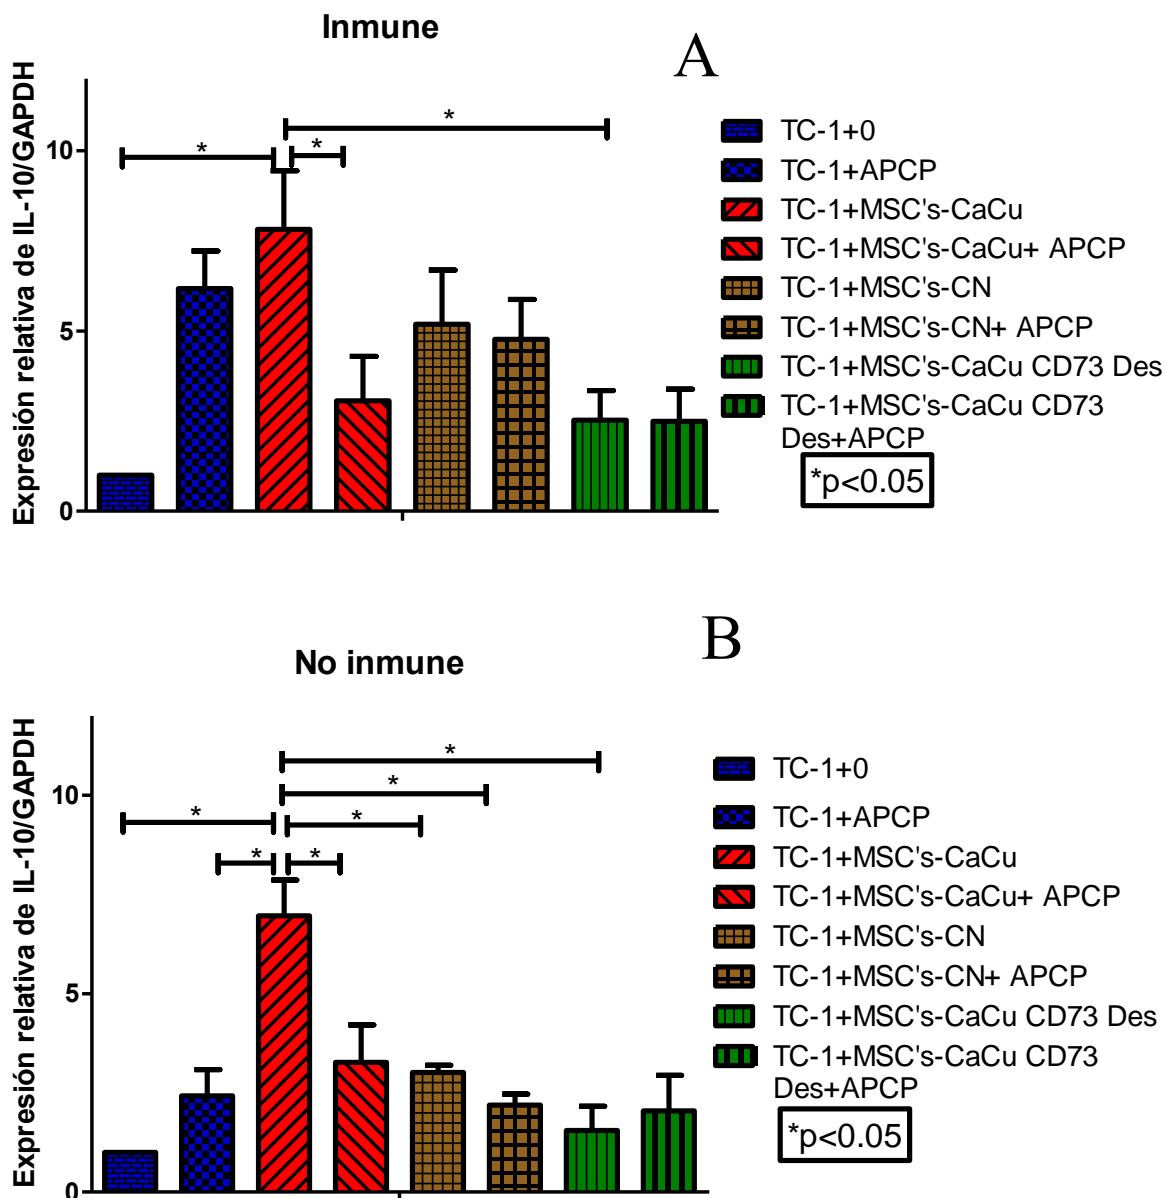 Inmune
A
Expresión relativa de IL-10/GAPDH
10
5
0
*
*
*
TC-1+0
TC-1+APCP
TC-1+MSC's-CaCu
TC-1+MSC's-CaCu+ APCP
TC-1+MSC's-CN
TC-1+MSC's-CN+ APCP
TC-1+MSC's-CaCu CD73 Des
TC-1+MSC's-CaCu CD73
Des+APCP
*p<0.05
No inmune
B
Expresión relativa de IL-10/GAPDH
10
5
0
*
*
*
*
*
*
TC-1+0
TC-1+APCP
TC-1+MSC's-CaCu
TC-1+MSC's-CaCu+ APCP
TC-1+MSC's-CN
TC-1+MSC's-CN+ APCP
TC-1+MSC's-CaCu CD73 Des
TC-1+MSC's-CaCu CD73
Des+APCP
*p<0.05